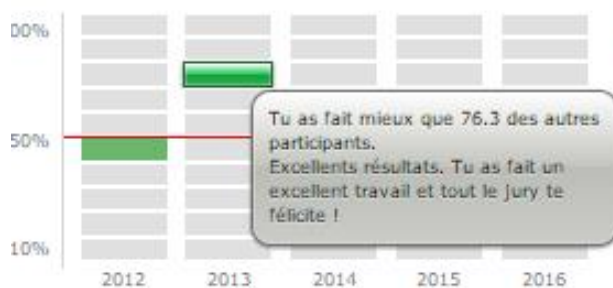 00%
50%
10%
Tu as fait mieux que 76.3 des autres
participants.
Excellents résultats. Tu as fait un
excellent travail et tout le jury te
félicite !
2012 2013 2014 2015 2016